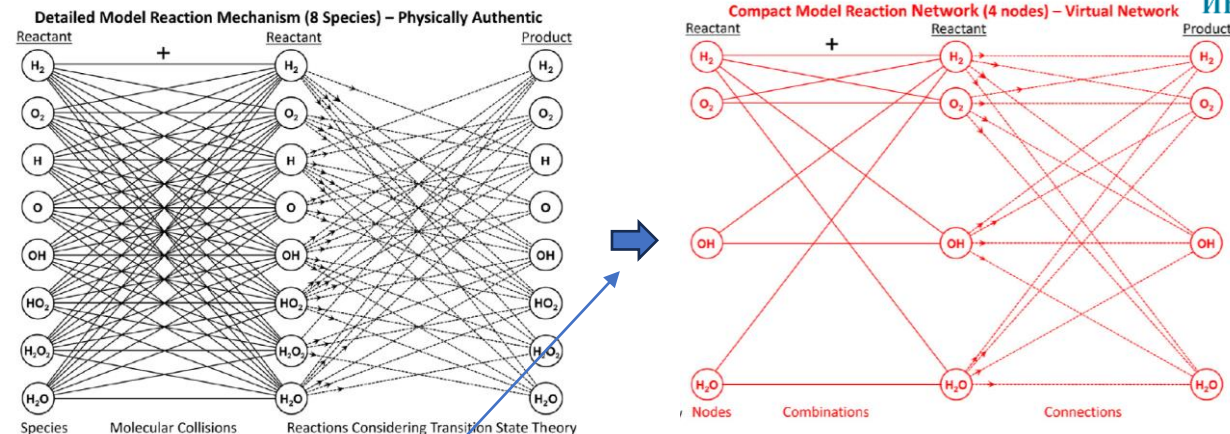 Detailed Model Reaction Mechanism (8 Species) – Physically Authentic
Reactant
+
Reactant
Product
H₂
H₂
H₂
O₂
O₂
O₂
H
H
H
O
O
O
OH
OH
OH
HO₂
HO₂
HO₂
H₂O₂
H₂O₂
H₂O₂
H₂O
H₂O
H₂O
Species
Molecular Collisions
Reactions Considering Transition State Theory
Compact Model Reaction Network (4 nodes) – Virtual Network
Reactant
+
Reactant
Product
H₂
H₂
H₂
O₂
O₂
O₂
OH
OH
OH
H₂O
H₂O
H₂O
Nodes
Combinations
Connections